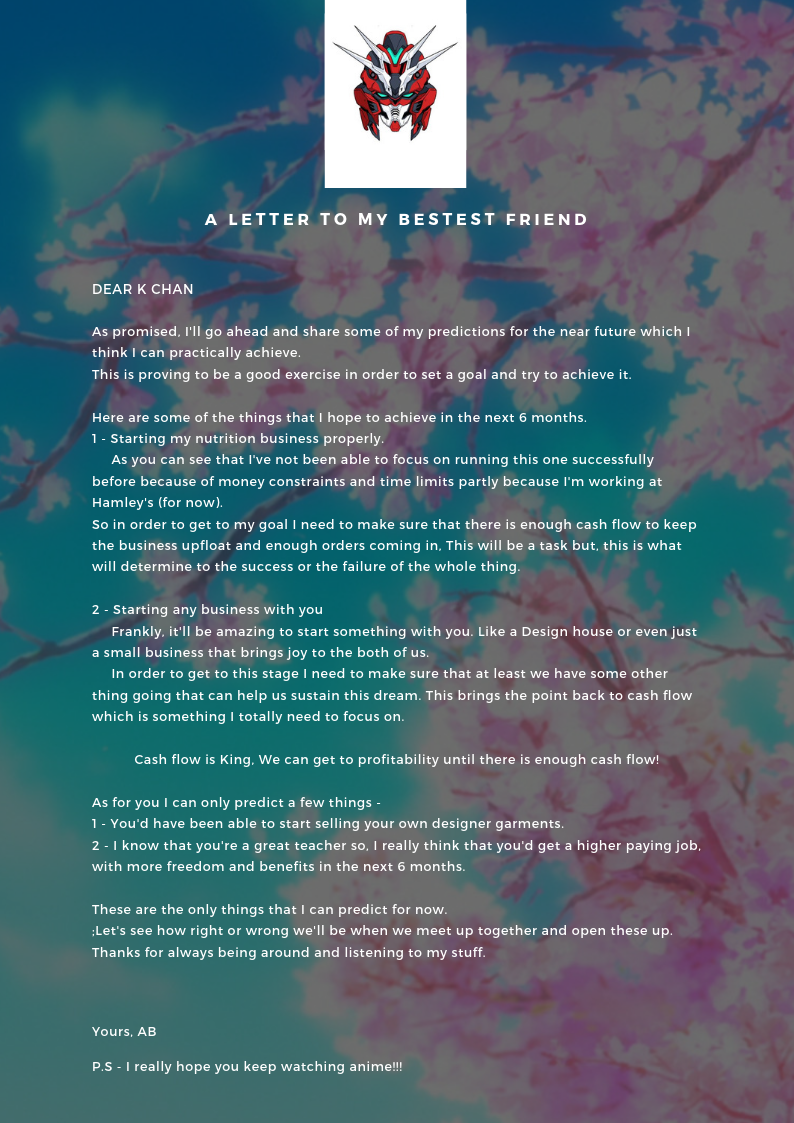 A LETTER TO MY BESTEST FRIEND
DEAR K CHAN
As promised, I'll go ahead and share some of my predictions for the near future which I
think I can practically achieve.
This is proving to be a good exercise in order to set a goal and try to achieve it.
Here are some of the things that I hope to achieve in the next 6 months.
1 - Starting my nutrition business properly.
As you can see that I've not been able to focus on running this one successfully
before because of money constraints and time limits partly because I'm working at
Hamley's (for now).
So in order to get to my goal I need to make sure that there is enough cash flow to keep
the business upfloat and enough orders coming in, This will be a task but, this is what
will determine to the success or the failure of the whole thing.
2 - Starting any business with you
Frankly, it'll be amazing to start something with you. Like a Design house or even just
a small business that brings joy to the both of us.
In order to get to this stage I need to make sure that at least we have some other
thing going that can help us sustain this dream. This brings the point back to cash flow
which is something I totally need to focus on.
Cash flow is King, We can get to profitability until there is enough cash flow!
As for you I can only predict a few things -
1 - You'd have been able to start selling your own designer garments.
2 - I know that you're a great teacher so, I really think that you'd get a higher paying job,
with more freedom and benefits in the next 6 months.
These are the only things that I can predict for now.
;Let's see how right or wrong we'll be when we meet up together and open these up.
Thanks for always being around and listening to my stuff.
Yours, AB
P.S - I really hope you keep watching anime!!!